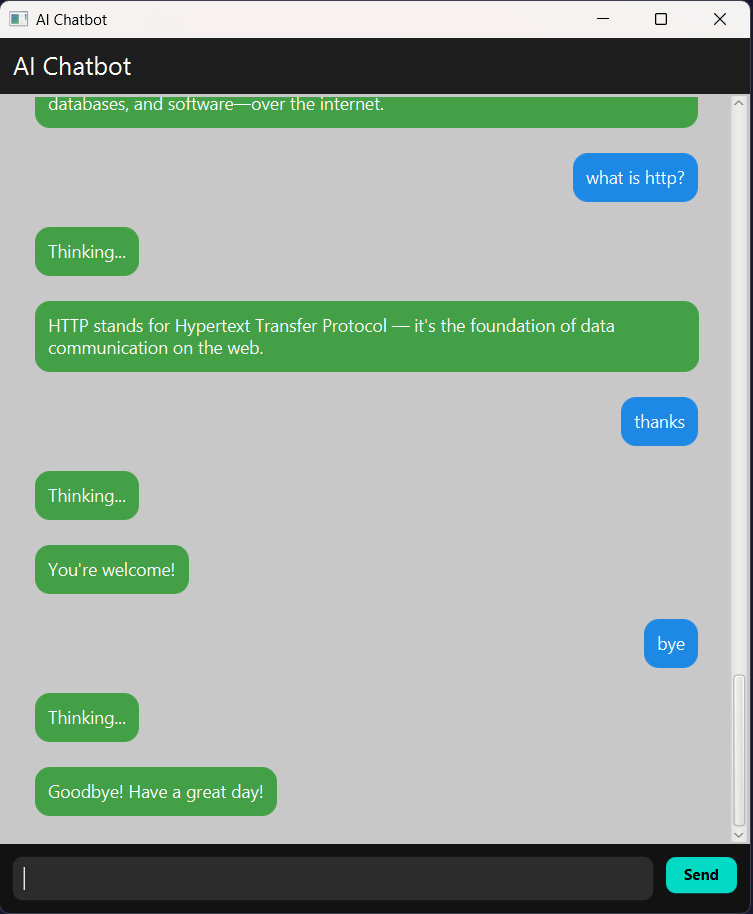 AI Chatbot
AI Chatbot
databases, and software—over the internet.
what is http?
Thinking...
HTTP stands for Hypertext Transfer Protocol — it's the foundation of data
communication on the web.
thanks
Thinking...
You're welcome!
bye
Thinking...
Goodbye! Have a great day!
Send